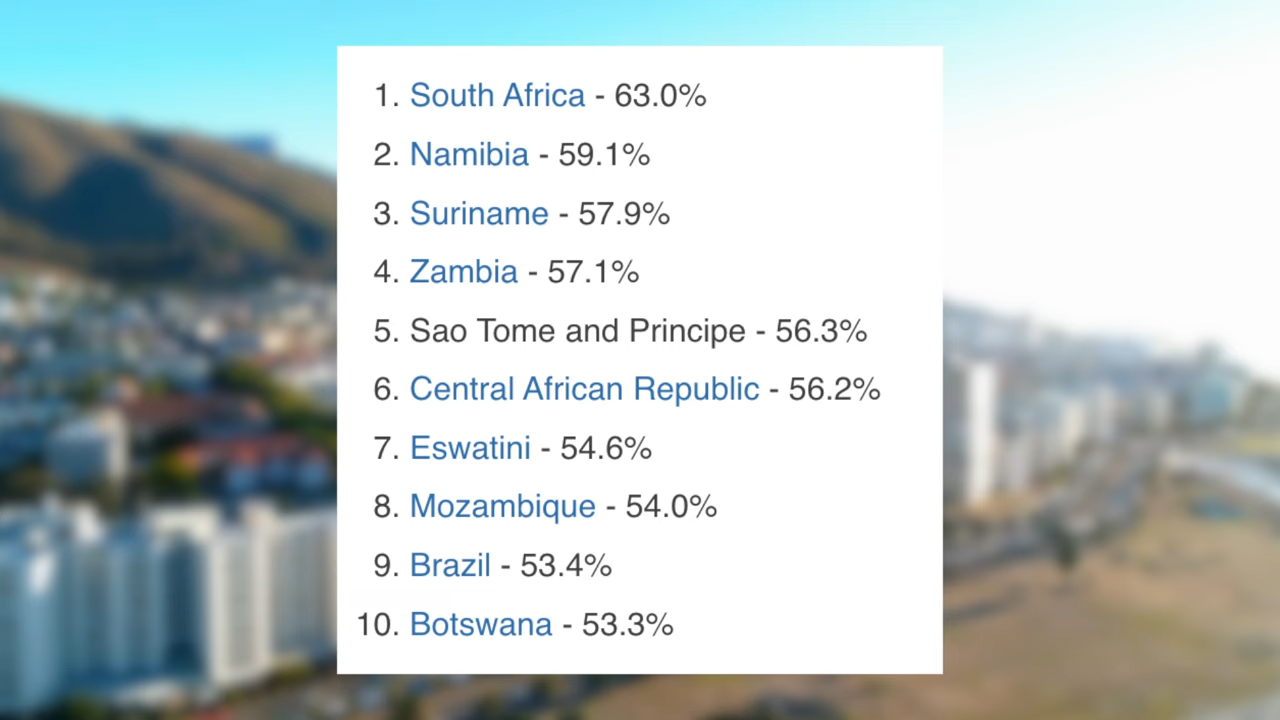 1. South Africa - 63.0%
2. Namibia - 59.1%
3. Suriname - 57.9%
4. Zambia - 57.1%
5. Sao Tome and Principe - 56.3%
6. Central African Republic - 56.2%
7. Eswatini - 54.6%
8. Mozambique - 54.0%
9. Brazil - 53.4%
10. Botswana - 53.3%